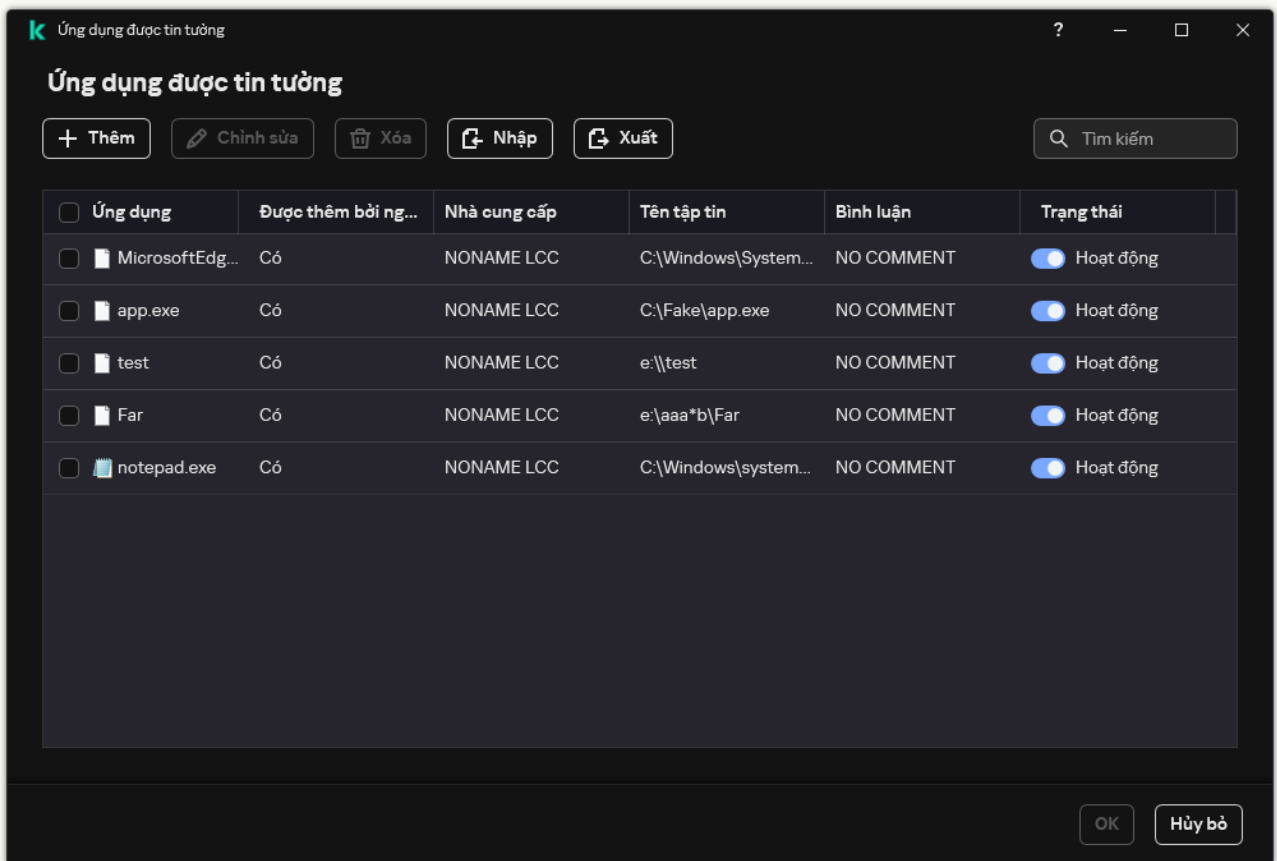 Ứng dụng được tin tưởng
?
Ứng dụng được tin tưởng
Thêm Chỉnh sửa Xóa Nhập Xuất Tìm kiếm
Ứng dụng Được thêm bởi ng... Nhà cung cấp Tên tập tin Bình luận Trạng thái
MicrosoftEdg... Có NONAME LCC C:\Windows\System... NO COMMENT Hoạt động
app.exe Có NONAME LCC C:\Fake\app.exe NO COMMENT Hoạt động
test Có NONAME LCC e:\\test NO COMMENT Hoạt động
Far Có NONAME LCC e:\aaa*b\Far NO COMMENT Hoạt động
notepad.exe Có NONAME LCC C:\Windows\system... NO COMMENT Hoạt động
OK Hủy bỏ